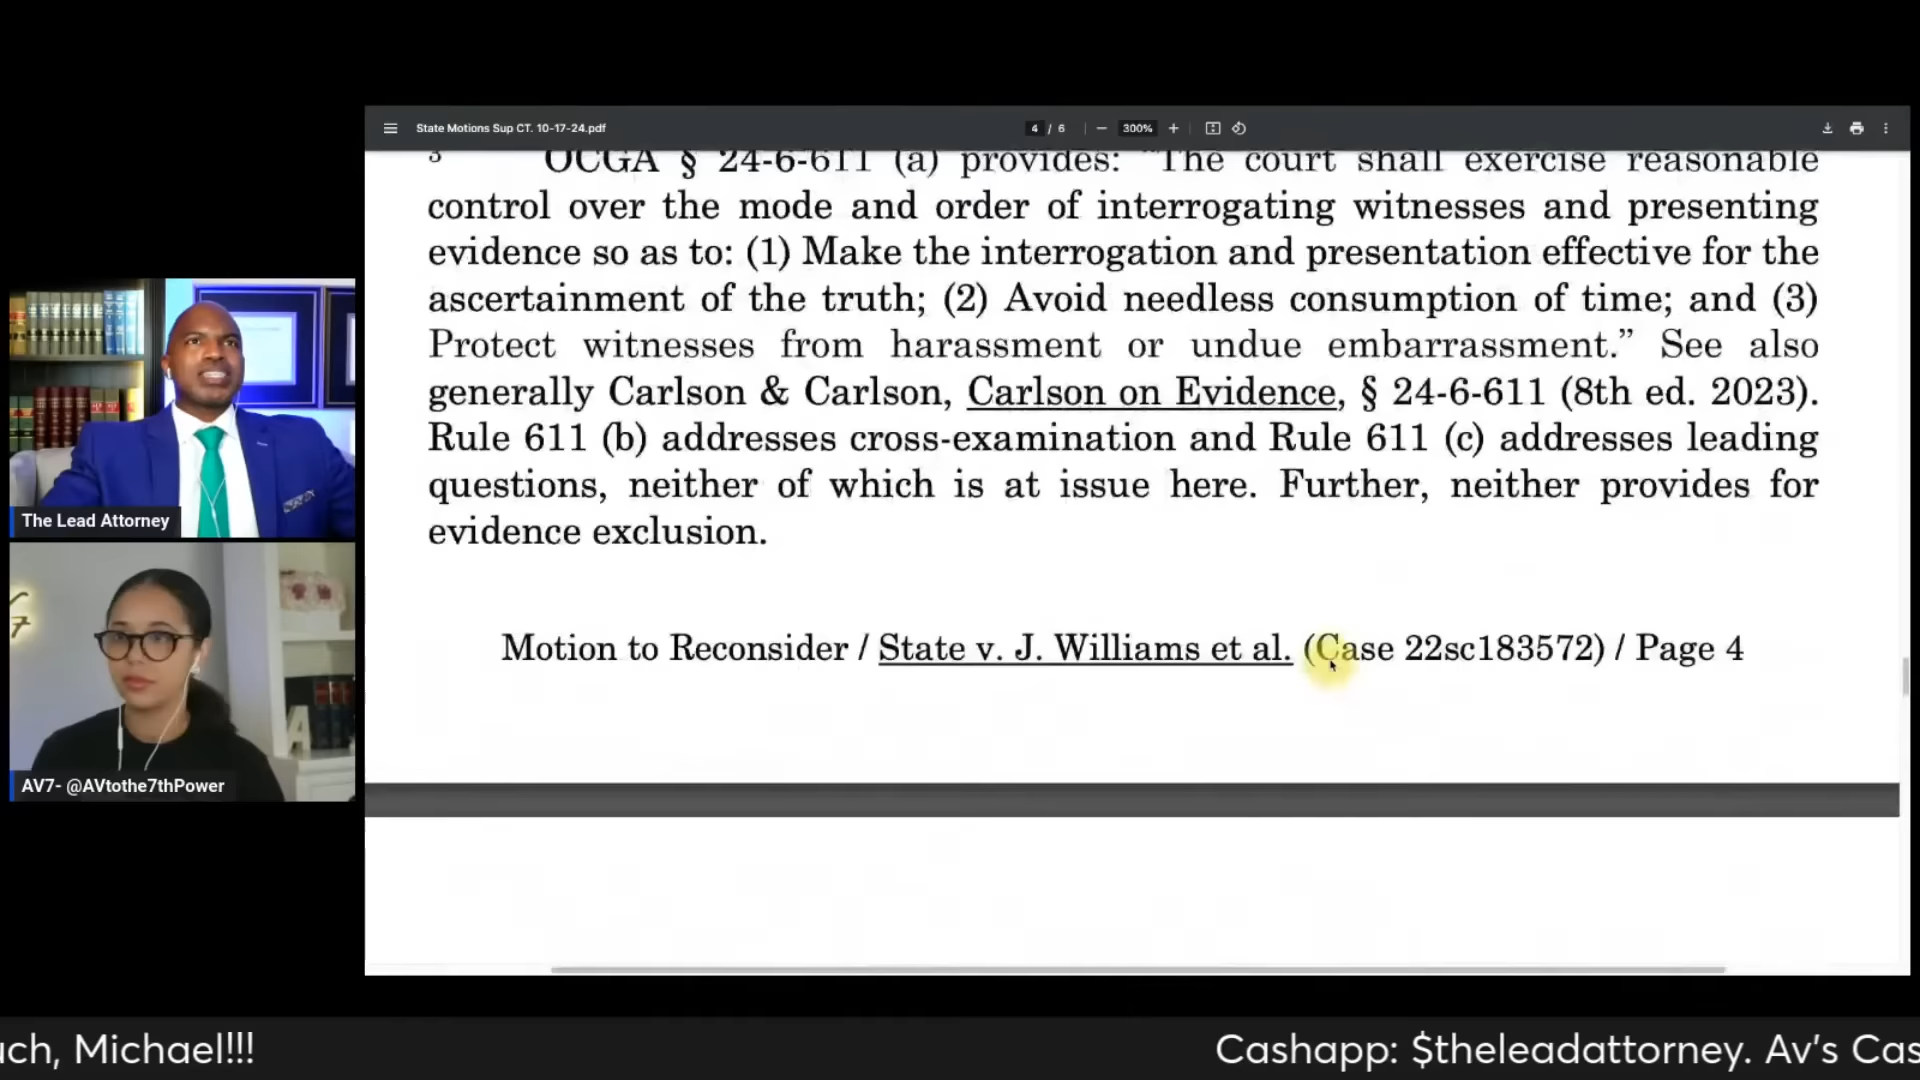 State Motions Sup CT. 10-17-24.pdf
4 / 6
300%
3 OCGA § 24-6-611 (a) provides: “The court shall exercise reasonable
control over the mode and order of interrogating witnesses and presenting
evidence so as to: (1) Make the interrogation and presentation effective for the
ascertainment of the truth; (2) Avoid needless consumption of time; and (3)
Protect witnesses from harassment or undue embarrassment.” See also
generally Carlson & Carlson, Carlson on Evidence, § 24-6-611 (8th ed. 2023).
Rule 611 (b) addresses cross-examination and Rule 611 (c) addresses leading
questions, neither of which is at issue here. Further, neither provides for
evidence exclusion.
Motion to Reconsider / State v. J. Williams et al. (Case 22sc183572) / Page 4
The Lead Attorney
A
AV7- @AVtothe7thPower
Michael!!!
Cashapp: $theleadattorney. Av’s